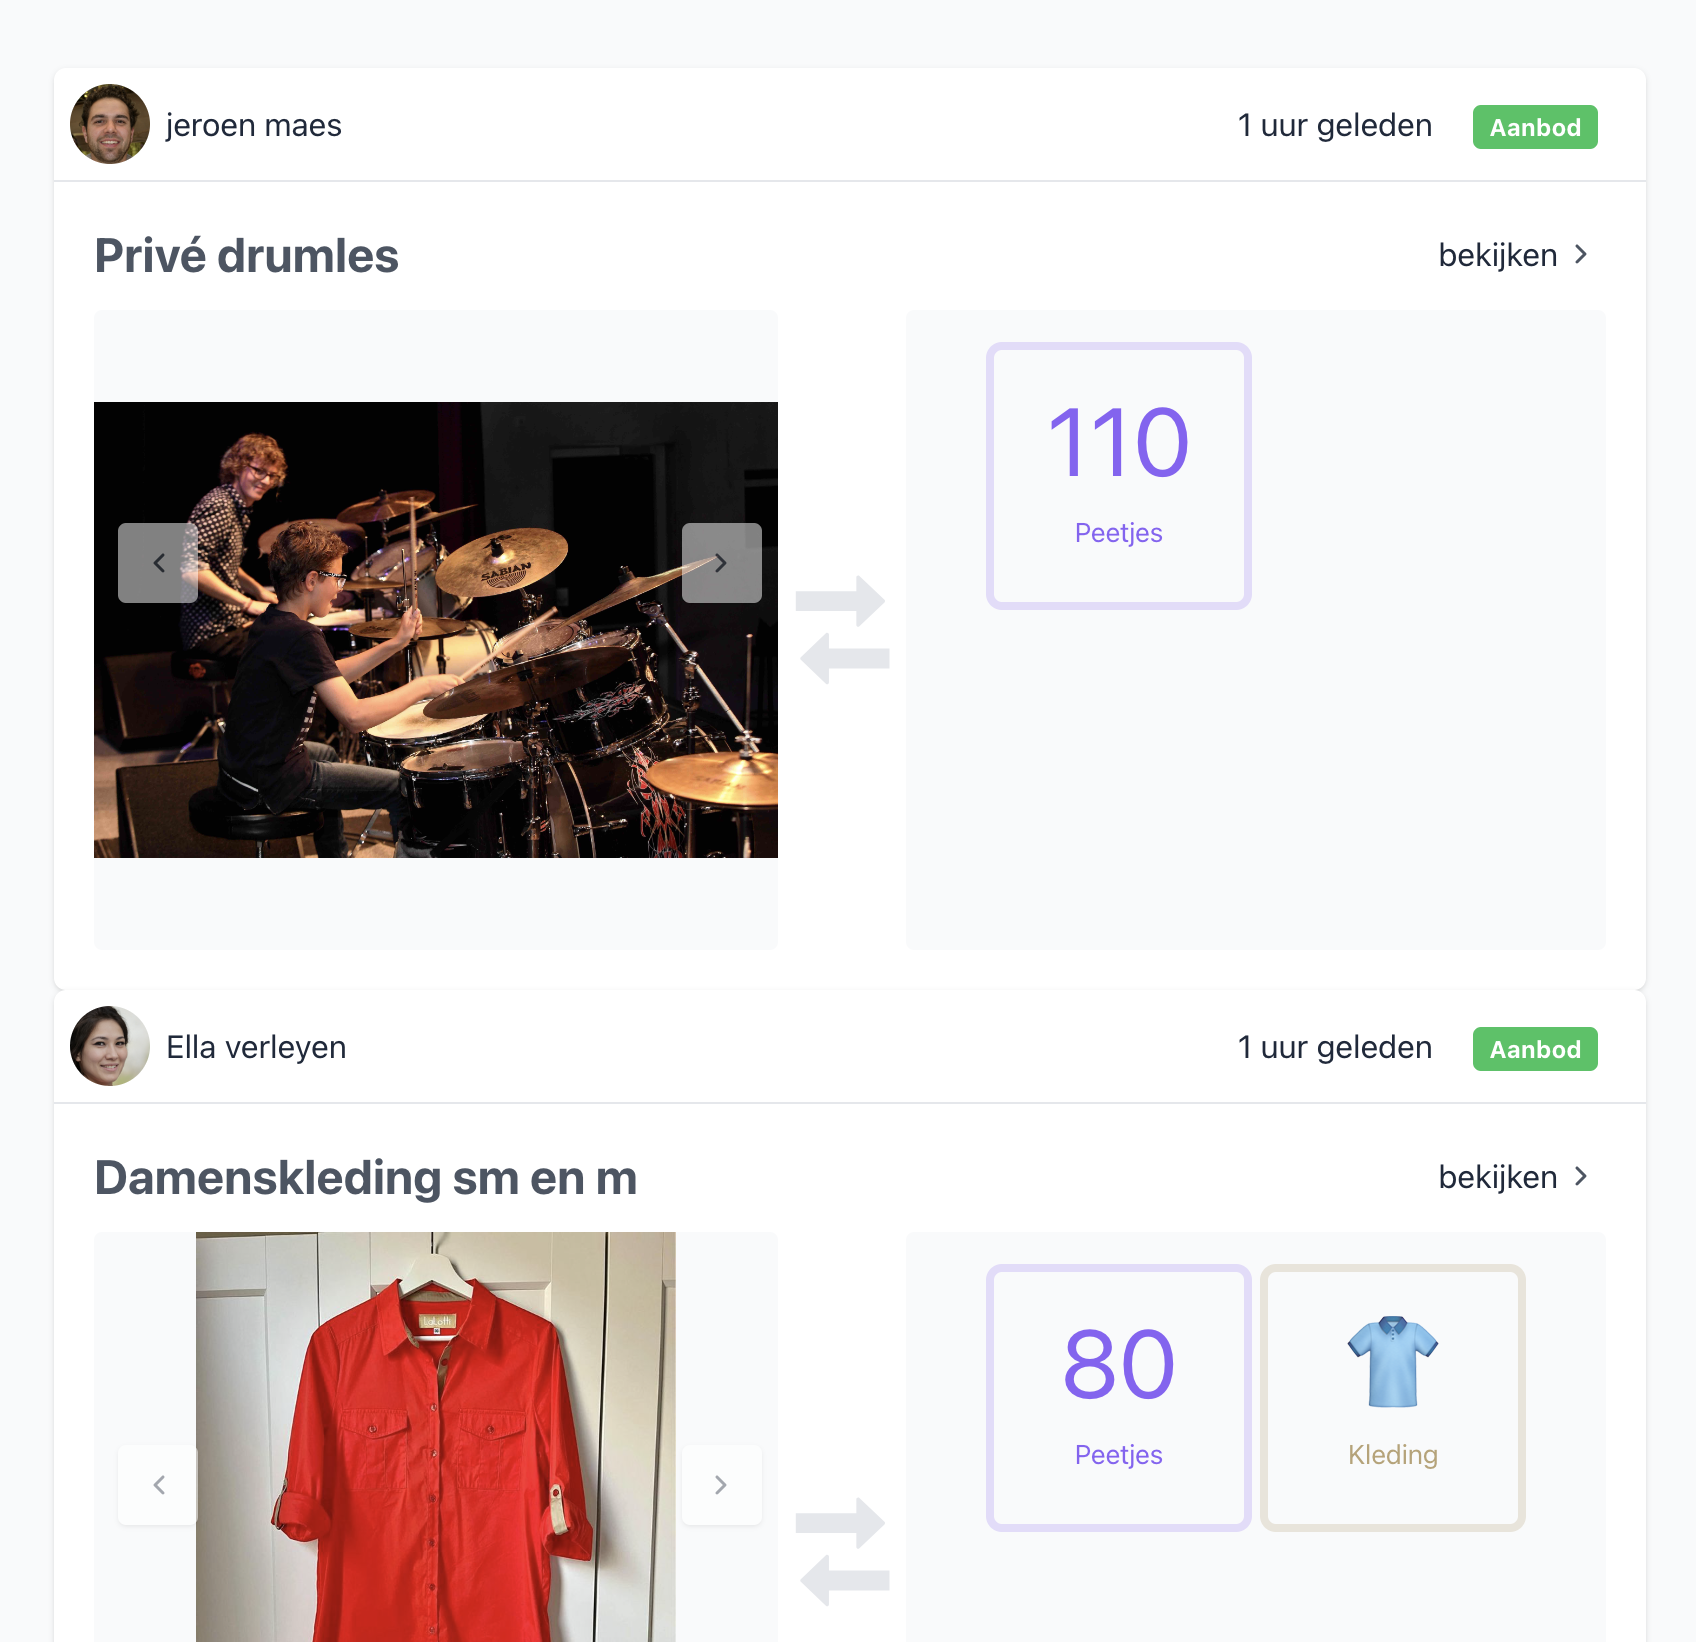 jeroen maes
1 uur geleden Aanbod
Privé drumles
bekijken
SABIAN
110
Peetjes
Ella verleyen
1 uur geleden Aanbod
Damenskleding sm en m
bekijken
LaLotti
80
Peetjes
Kleding